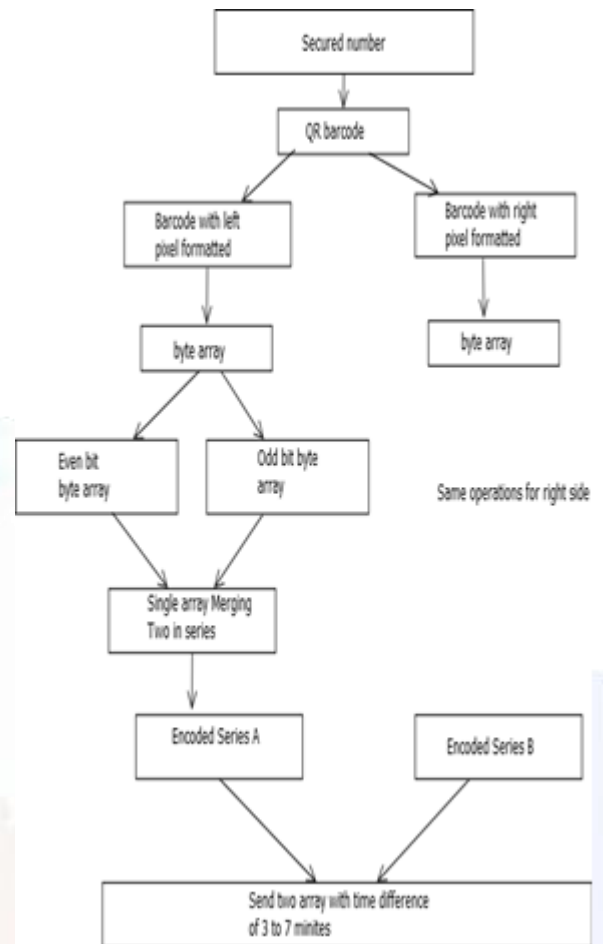 Secured number
QR barcode
Barcode with left
pixel formatted
Barcode with right
pixel formatted
byte array
byte array
Even bit
byte array
Odd bit byte
array
Same operations for right side
Single array Merging
Two in series
Encoded Series A
Encoded Series B
Send two array with time difference
of 3 to 7 minites